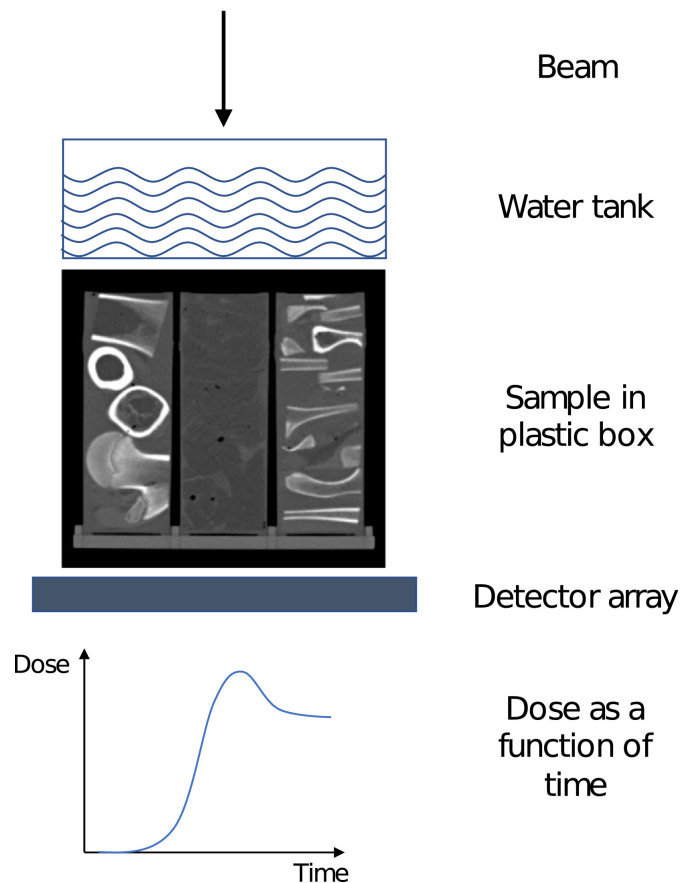 Beam
Water tank
Sample in
plastic box
Detector array
Dose
Dose as a
function of
time
Time